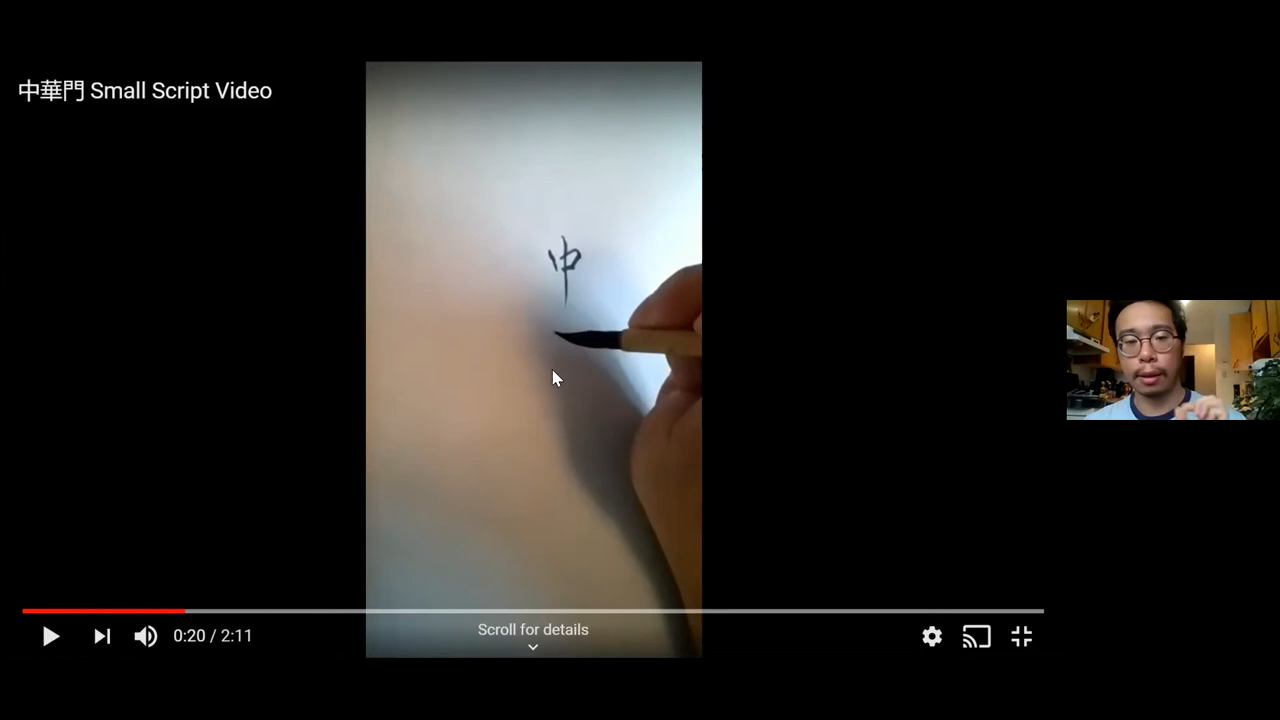 中華門 Small Script Video
中
0:20 / 2:11
Scroll for details